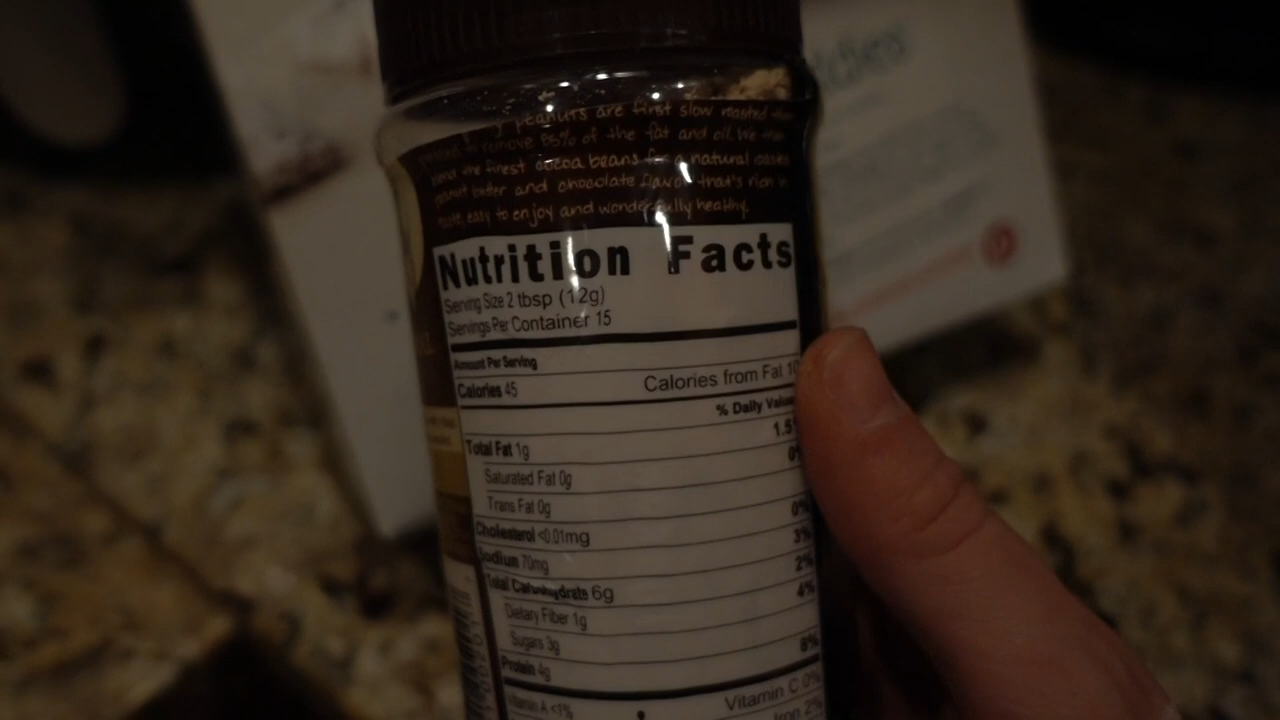 peanuts are first slow roasted then
to remove 85% of the fat and oil. We then
the finest cocoa beans for a natural
peanut butter and chocolate flavor that's rich in
taste, easy to enjoy and wonderfully healthy.
Nutrition Facts
Serving Size 2 tbsp (12g)
Servings Per Container 15
Amount Per Serving
Calories 45 Calories from Fat 10
% Daily Value
Total Fat 1g 1.5%
Saturated Fat 0g 0%
Trans Fat 0g
Cholesterol <0.01mg 0%
Sodium 70mg 3%
Total Carbohydrate 6g 2%
Dietary Fiber 1g 4%
Sugars 3g
Protein 4g 8%
Vitamin A <1% • Vitamin C 0%
Iron 2%